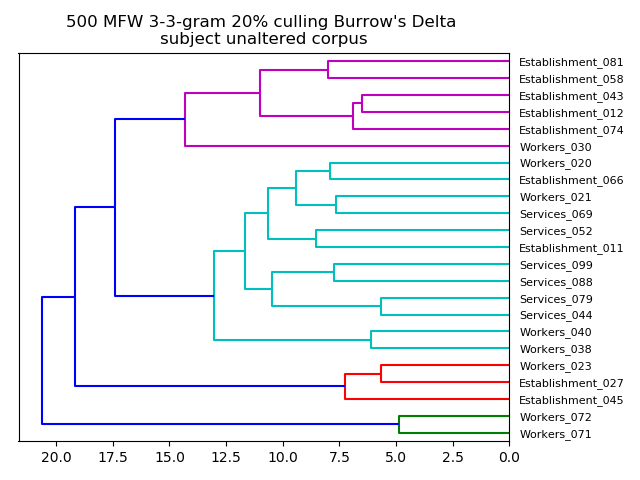 500 MFW 3-3-gram 20% culling Burrow's Delta
subject unaltered corpus
Establishment_081
Establishment_058
Establishment_043
Establishment_012
Establishment_074
Workers_030
Workers_020
Establishment_066
Workers_021
Services_069
Services_052
Establishment_011
Services_099
Services_088
Services_079
Services_044
Workers_040
Workers_038
Workers_023
Establishment_027
Establishment_045
Workers_072
Workers_071
20.0 17.5 15.0 12.5 10.0 7.5 5.0 2.5 0.0